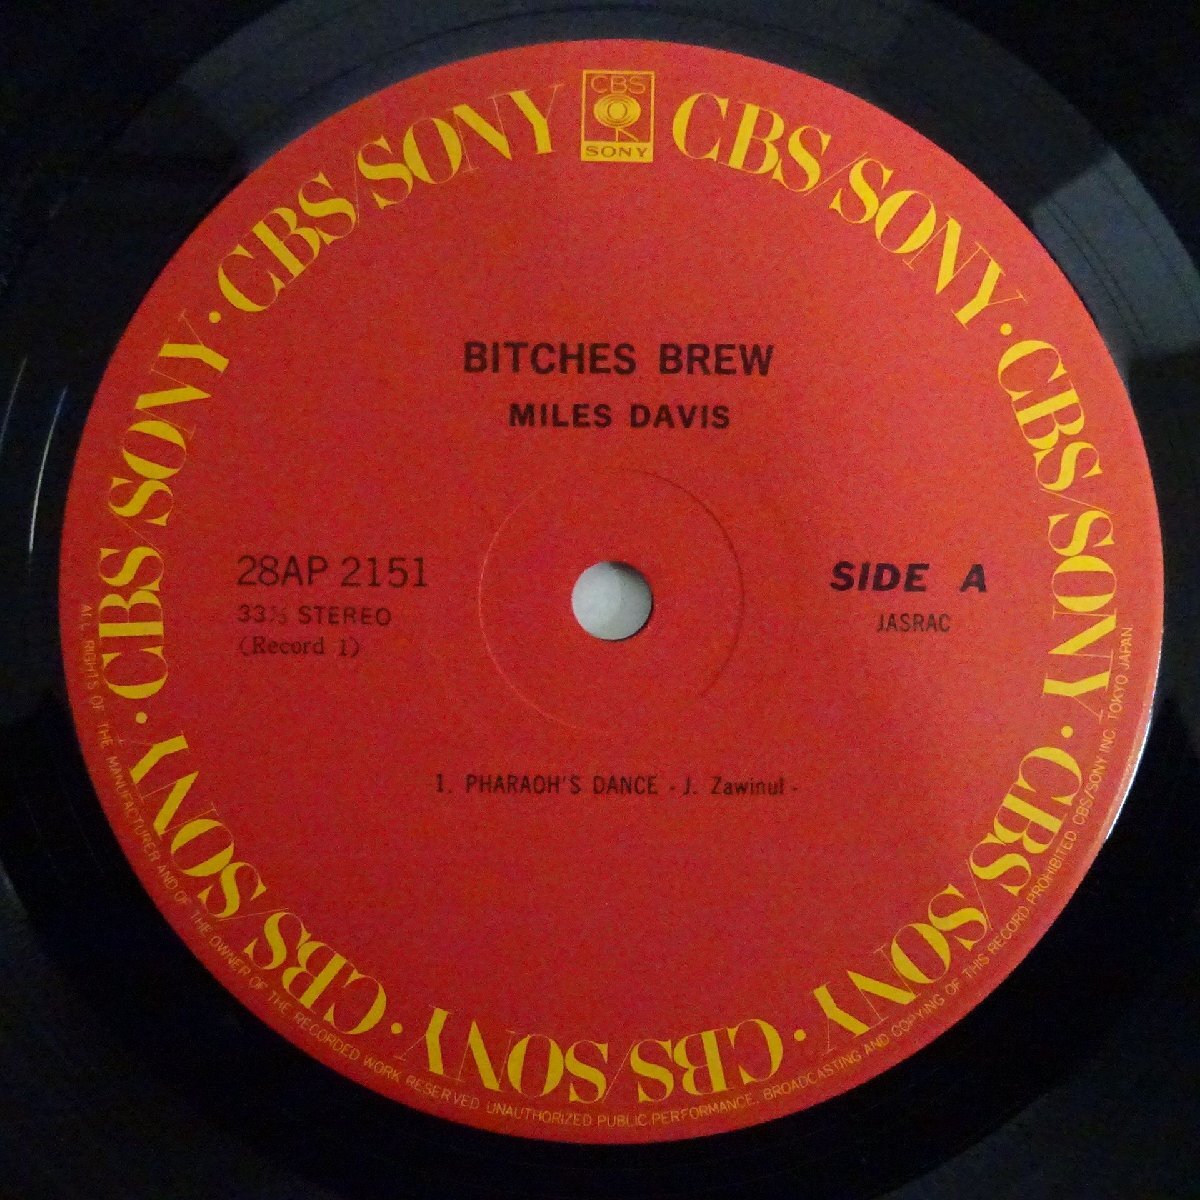 CBS
SONY
CBS/SONY · CBS/SONY · CBS/SONY · CBS/SONY · CBS/SONY · CBS/SONY · CBS/SONY · CBS/SONY
BITCHES BREW
MILES DAVIS
28AP 2151
33⅓ STEREO
(Record 1)
SIDE A
JASRAC
1. PHARAOH'S DANCE - J. Zawinul -
ALL RIGHTS OF THE MANUFACTURER AND OF THE OWNER OF THE RECORDED WORK RESERVED UNAUTHORIZED PUBLIC PERFORMANCE, BROADCASTING AND COPYING OF THIS RECORD PROHIBITED CBS/SONY INC. TOKYO JAPAN